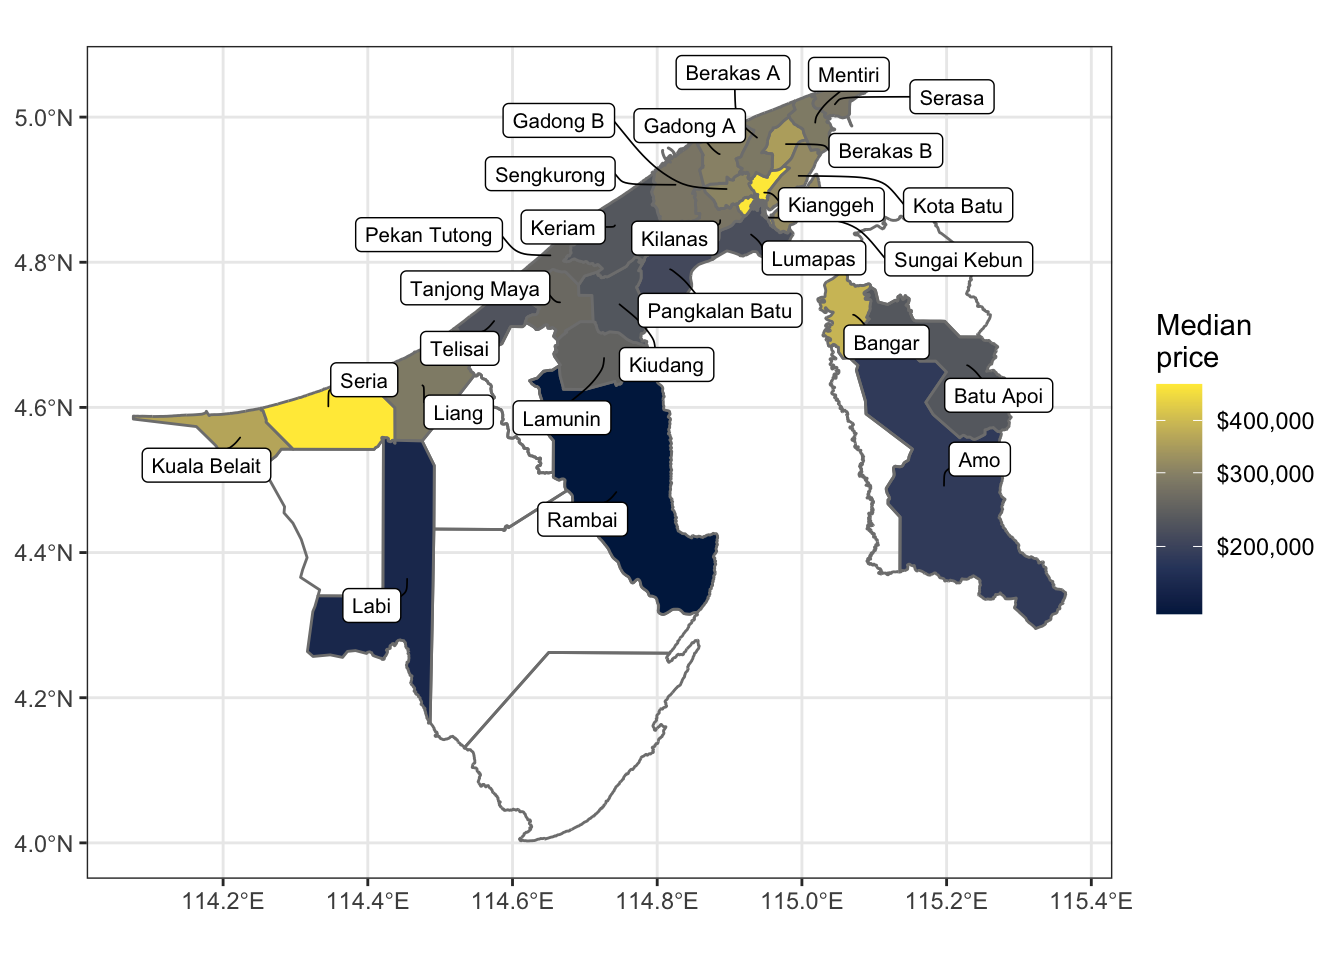 Berakas A
Mentiri
Serasa
5.0°N
Gadong B
Gadong A
Berakas B
Sengkurong
Kianggeh
Kota Batu
Keriam
Pekan Tutong
Kilanas
Lumapas
Sungai Kebun
4.8°N
Tanjong Maya
Pangkalan Batu
Median
price
Bangar
Telisai
Kiudang
Seria
Batu Apoi
4.6°N
Liang
Lamunin
$400,000
Kuala Belait
Amo
$300,000
Rambai
4.4°N
$200,000
Labi
4.2°N
4.0°N
114.2°E
114.4°E
114.6°E
114.8°E
115.0°E
115.2°E
115.4°E